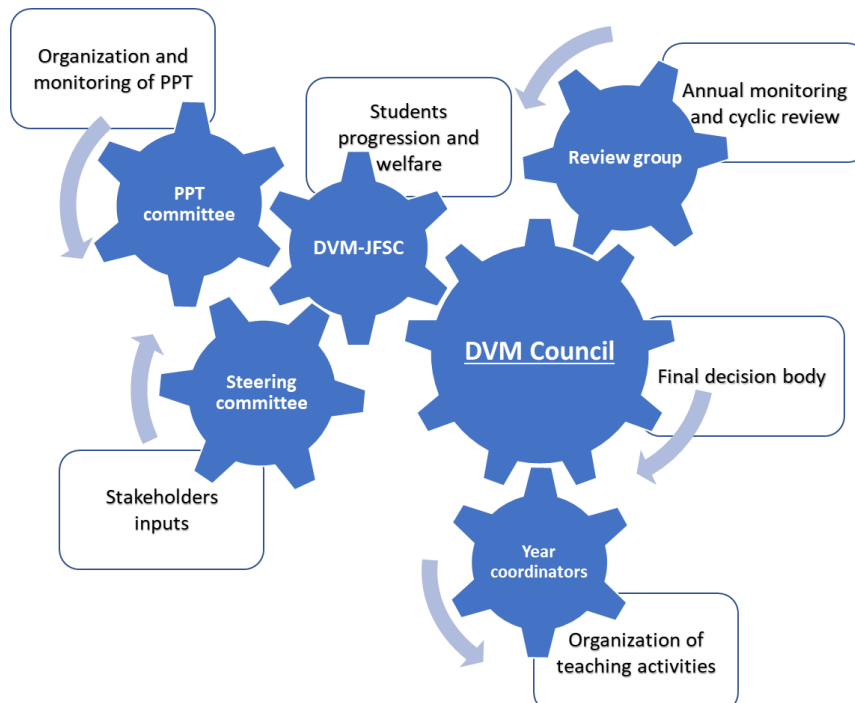 Organization and
monitoring of PPT
Students
progression and
welfare
Annual monitoring
and cyclic review
Review group
PPT
committee
DVM-JFSC
DVM Council
Final decision body
Steering
committee
Stakeholders
inputs
Year
coordinators
Organization of
teaching activities